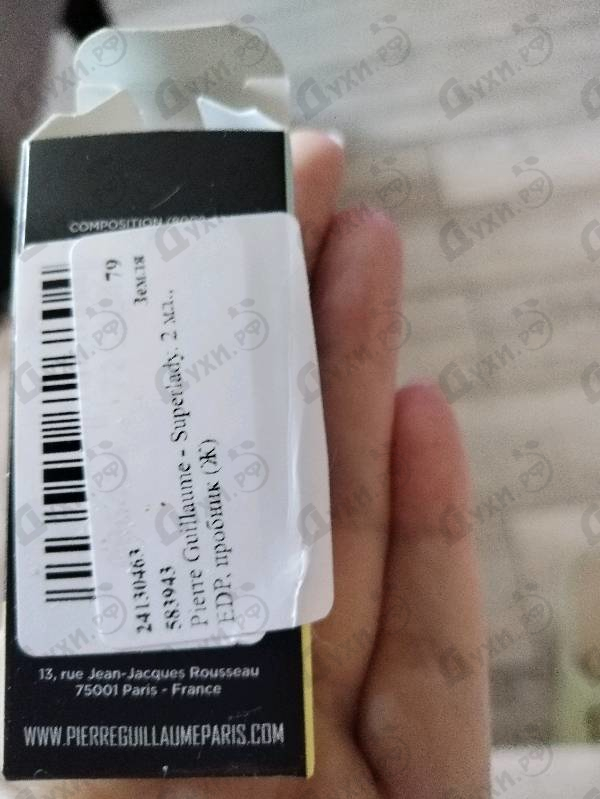 COMPOSITION
79
Земля
24130463
583943
Pierre Guillaume - Superlady, 2 мл.,
EDP, пробник (Ж)
13, rue Jean-Jacques Rousseau
75001 Paris - France
WWW.PIERREGUILLAUMEPARIS.COM
Духи.рф